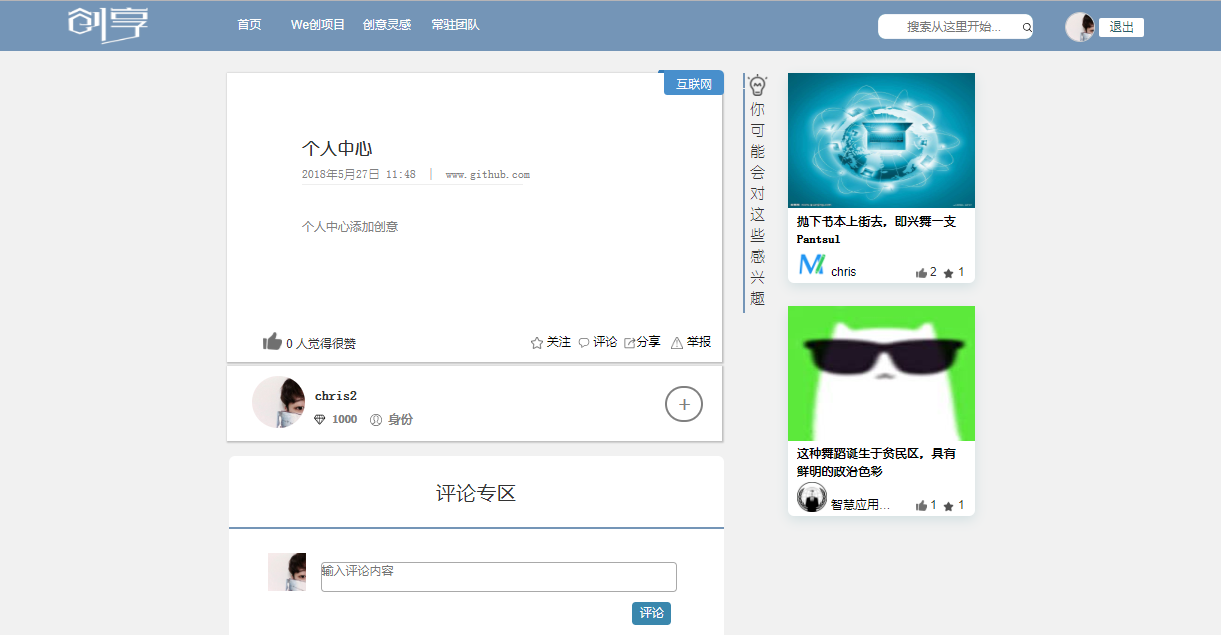 创享
首页 We创项目 创意灵感 常驻团队
搜索从这里开始...
退出
互联网
个人中心
2018年5月27日 11:48 | www.github.com
个人中心添加创意
0 人觉得很赞
关注 评论 分享 举报
chris2
1000 身份
+
评论专区
输入评论内容
评论
你可能会对这些感兴趣
抛下书本上街去，即兴舞一支
Pantsul
chris 2 1
这种舞蹈诞生于贫民区，具有
鲜明的政治色彩
智慧应用... 1 1